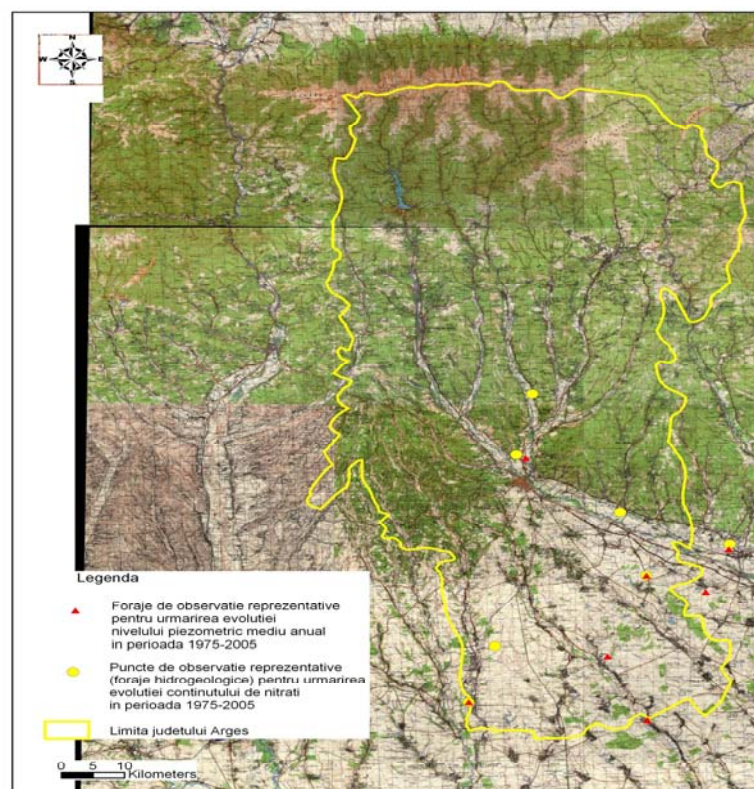 N
W E
S
Legenda
Foraje de observatie reprezentative
pentru urmarirea evolutiei
nivelului piezometric mediu anual
in perioada 1975-2005
Puncte de observatie reprezentative
(foraje hidrogeologice) pentru urmarirea
evolutiei continutului de nitrati
in perioada 1975-2005
Limita judetului Arges
0 5 10
Kilometers